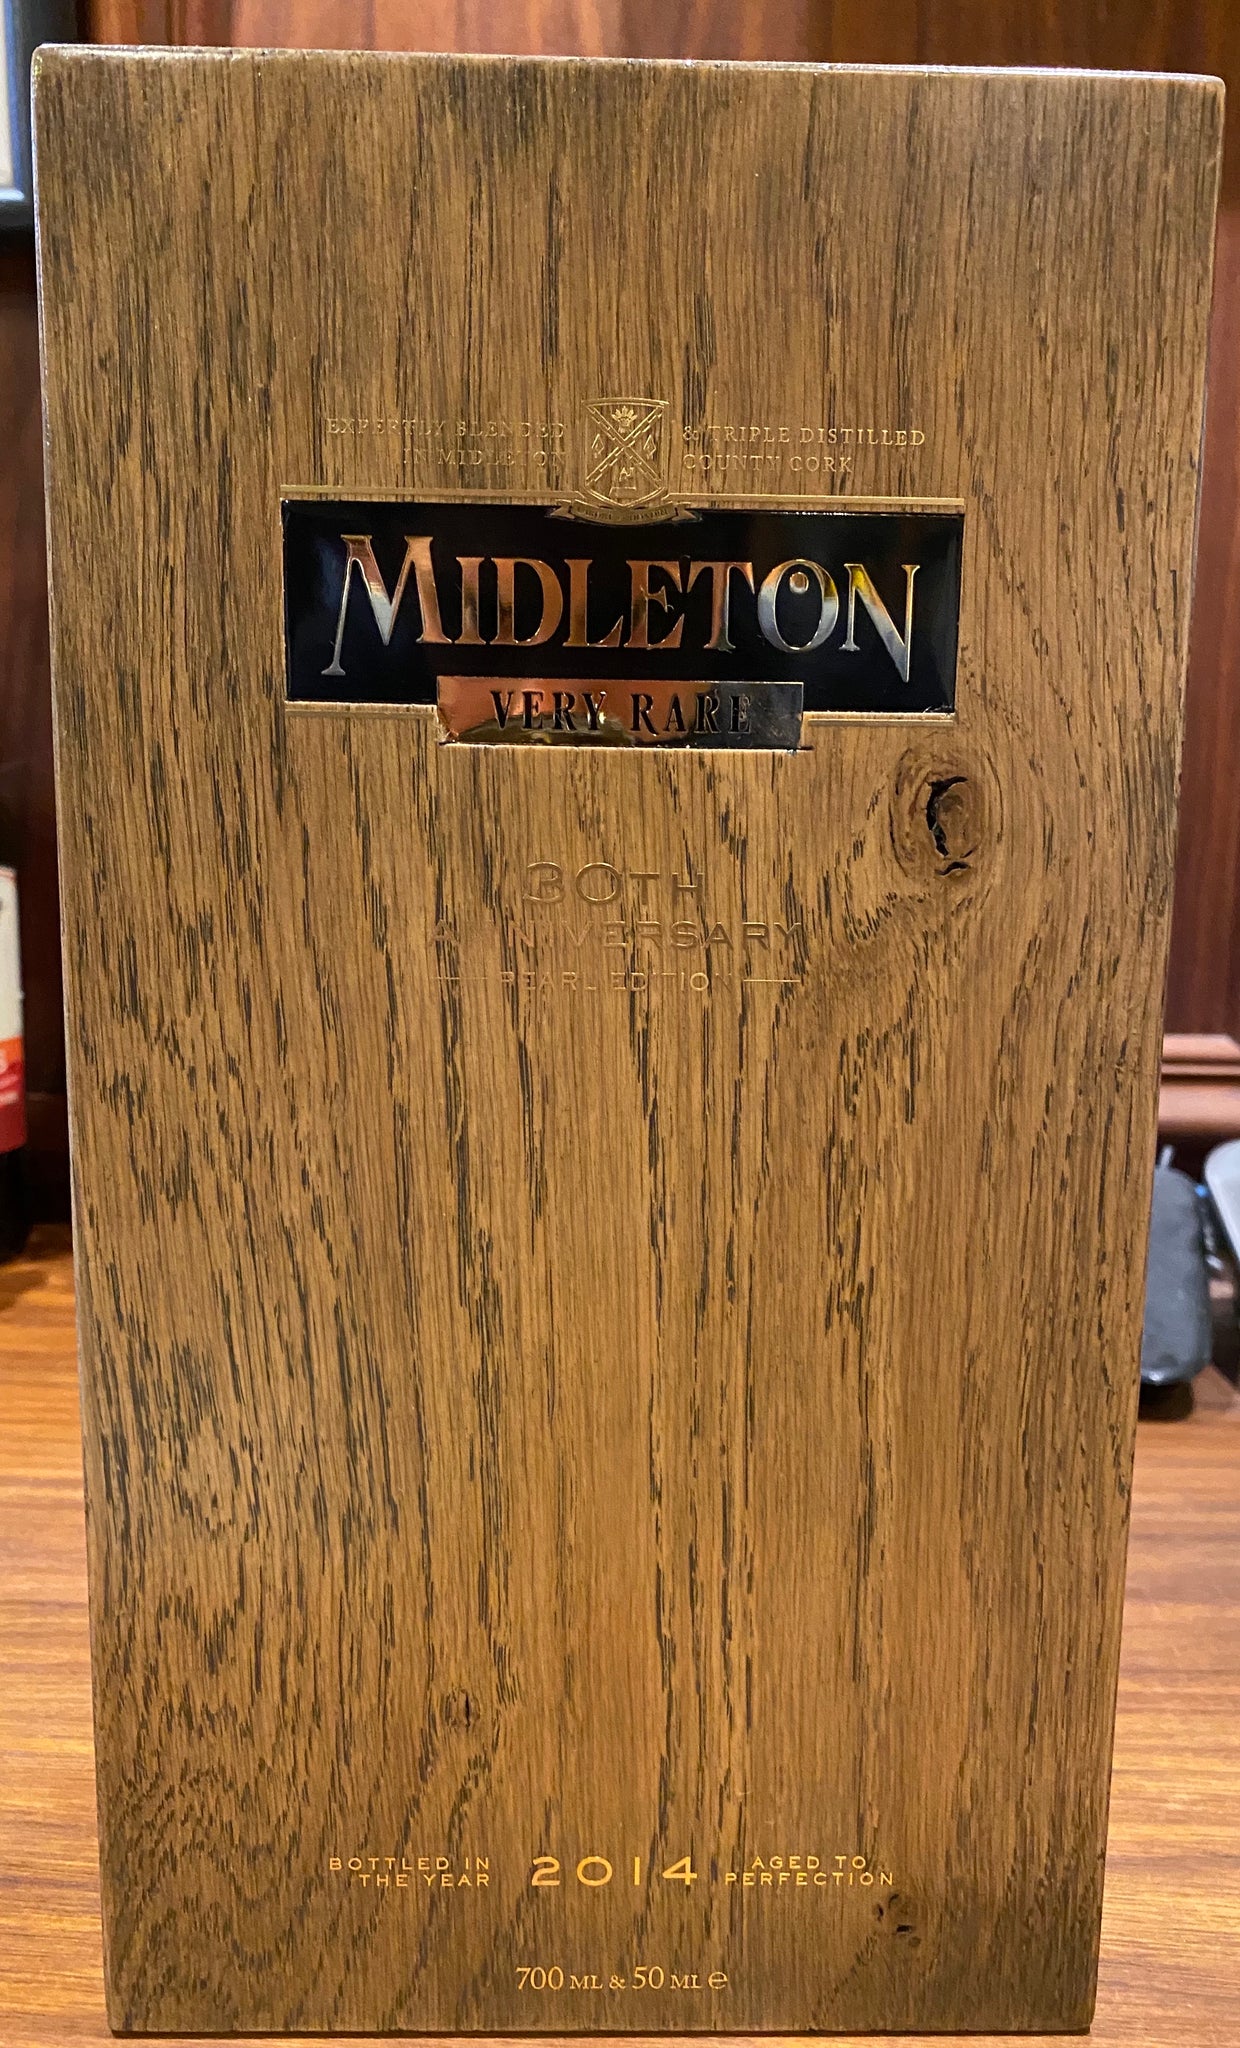 EXPERTLY BLENDED & TRIPLE DISTILLED
IN MIDLETON COUNTY CORK
MIDLETON
VERY RARE
30TH
ANNIVERSARY
PEARL EDITION
BOTTLED IN THE YEAR 2014 AGED TO PERFECTION
700 ML & 50 ML ℮